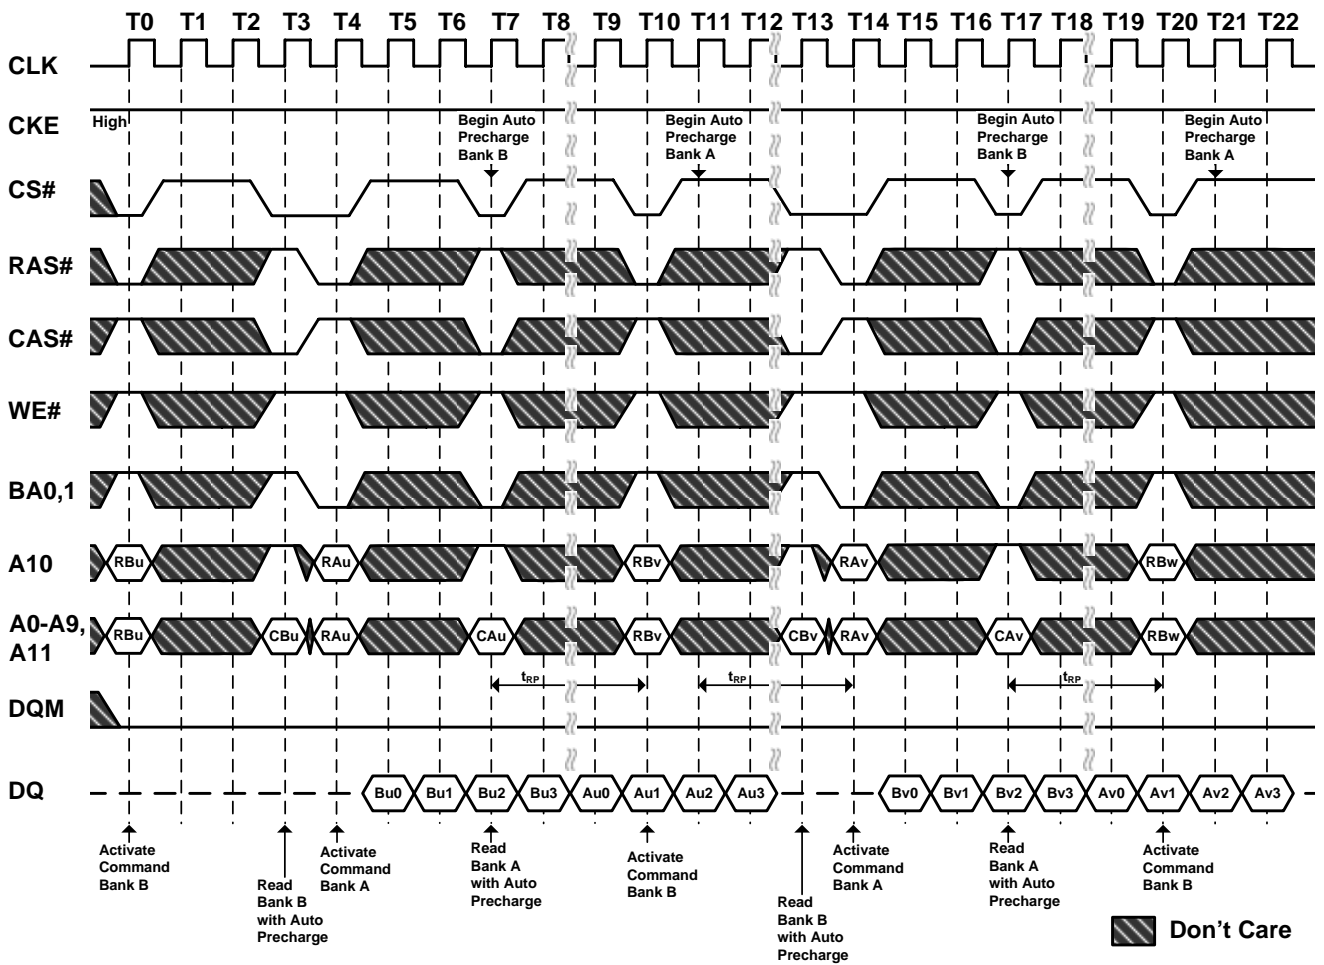 T0 T1 T2 T3 T4 T5 T6 T7 T8 T9 T10 T11 T12 T13 T14 T15 T16 T17 T18 T19 T20 T21 T22
CLK
CKE
High
Begin Auto
Precharge
Bank B
Begin Auto
Precharge
Bank A
Begin Auto
Precharge
Bank B
Begin Auto
Precharge
Bank A
CS#
RAS#
CAS#
WE#
BA0,1
A10
RBu RAu RBv RAv RBw
A0-A9,
A11
RBu CBu RAu CAu RBv CBv RAv CAv RBw
tRP tRP tRP
DQM
DQ
Bu0 Bu1 Bu2 Bu3 Au0 Au1 Au2 Au3 Bv0 Bv1 Bv2 Bv3 Av0 Av1 Av2 Av3
Activate
Command
Bank B
Read
Bank B
with Auto
Precharge
Activate
Command
Bank A
Read
Bank A
with Auto
Precharge
Activate
Command
Bank B
Read
Bank B
with Auto
Precharge
Activate
Command
Bank A
Read
Bank A
with Auto
Precharge
Activate
Command
Bank B
Don't Care